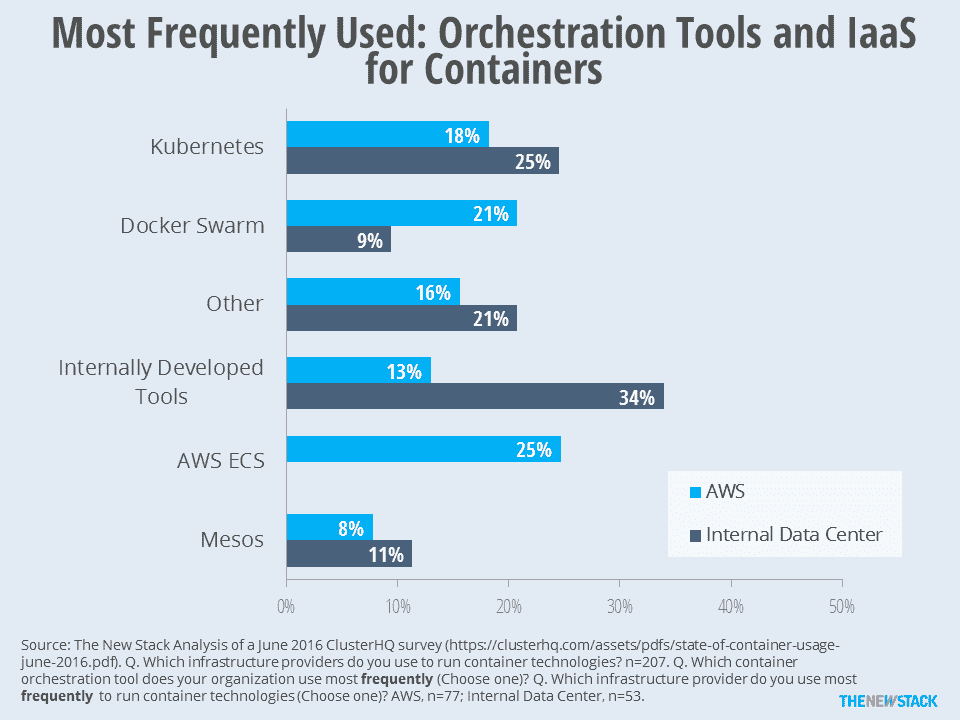 Most Frequently Used: Orchestration Tools and IaaS
for Containers
Kubernetes
18%
25%
Docker Swarm
21%
9%
Other
16%
21%
Internally Developed
Tools
13%
34%
AWS ECS
25%
Mesos
8%
11%
AWS
Internal Data Center
0%
10%
20%
30%
40%
50%
Source: The New Stack Analysis of a June 2016 ClusterHQ survey (https://clusterhq.com/assets/pdfs/state-of-container-usage-
june-2016.pdf). Q. Which infrastructure providers do you use to run container technologies? n=207. Q. Which container
orchestration tool does your organization use most frequently (Choose one)? Q. Which infrastructure provider do you use most
frequently to run container technologies (Choose one)? AWS, n=77; Internal Data Center, n=53.
THENEWSTACK